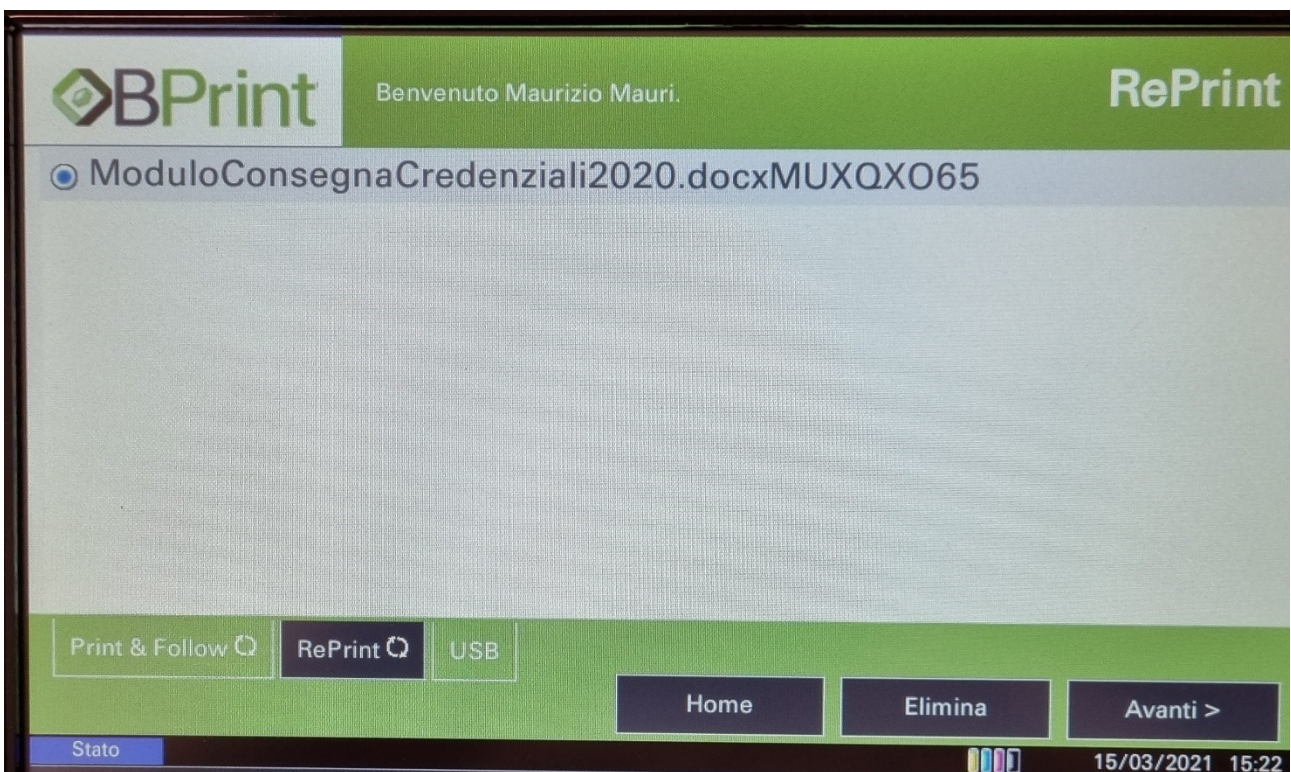 BPrint
Benvenuto Maurizio Mauri.
RePrint
ModuloConsegnaCredenziali2020.docxMUXQXO65
Print & Follow
RePrint
USB
Home
Elimina
Avanti >
Stato
15/03/2021 15:22